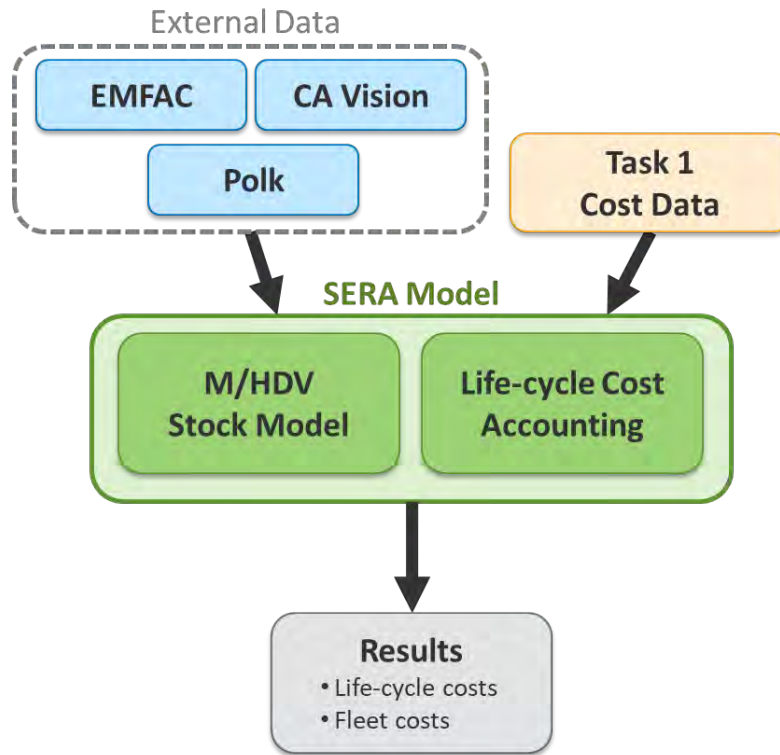 External Data
EMFAC
CA Vision
Polk
Task 1
Cost Data
SERA Model
M/HDV
Stock Model
Life-cycle Cost
Accounting
Results
• Life-cycle costs
• Fleet costs